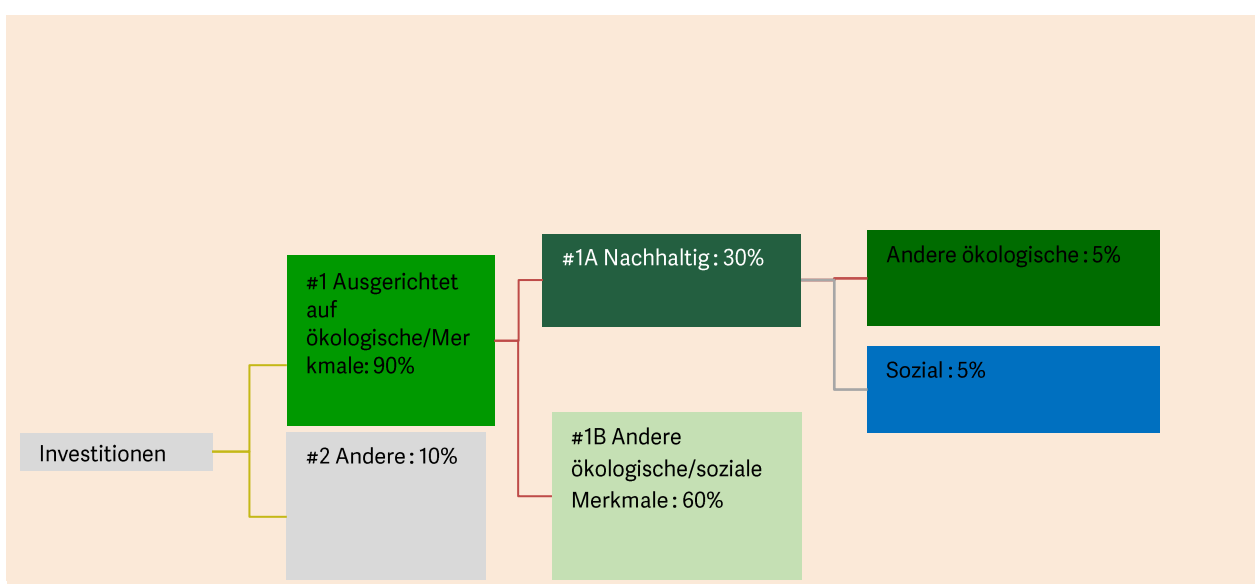 Investitionen
#1 Ausgerichtet
auf
ökologische/Mer
kmale: 90%
#2 Andere : 10%
#1A Nachhaltig : 30%
#1B Andere
ökologische/soziale
Merkmale : 60%
Andere ökologische : 5%
Sozial : 5%